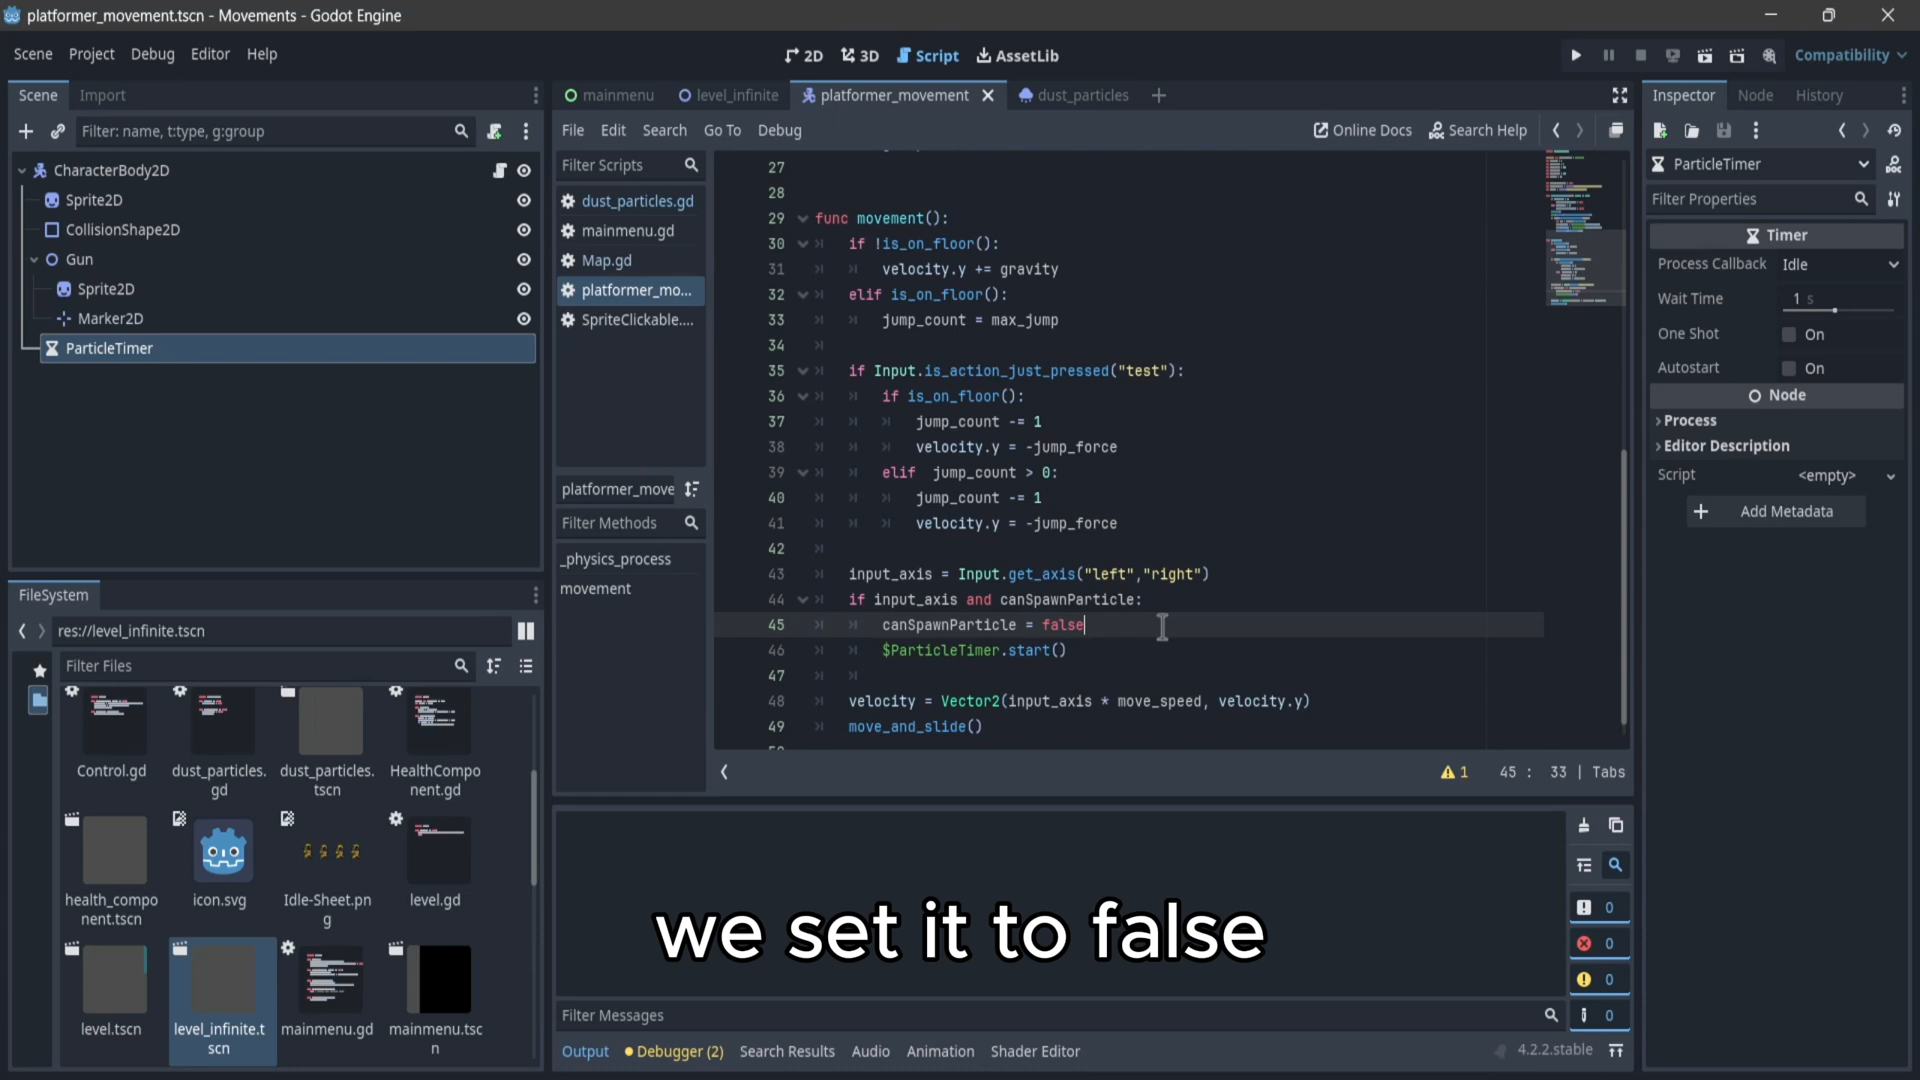 platformer_movement.tscn - Movements - Godot Engine
Scene Project Debug Editor Help
2D 3D Script AssetLib
Compatibility
Scene Import
Filter: name, t:type, g:group
CharacterBody2D
Sprite2D
CollisionShape2D
Gun
Sprite2D
Marker2D
ParticleTimer
FileSystem
res://level_infinite.tscn
Filter Files
Control.gd
dust_particles.
gd
dust_particles.
tscn
HealthCompo
nent.gd
health_compo
nent.tscn
icon.svg
Idle-Sheet.pn
g
level.gd
level.tscn
level_infinite.t
scn
mainmenu.gd
mainmenu.tsc
n
mainmenu level_infinite platformer_movement dust_particles
File Edit Search Go To Debug
Online Docs Search Help
Filter Scripts
dust_particles.gd
mainmenu.gd
Map.gd
platformer_mo...
SpriteClickable....
platformer_move
Filter Methods
_physics_process
movement
27
28
29 func movement():
30 if !is_on_floor():
31 velocity.y += gravity
32 elif is_on_floor():
33 jump_count = max_jump
34
35 if Input.is_action_just_pressed("test"):
36 if is_on_floor():
37 jump_count -= 1
38 velocity.y = -jump_force
39 elif  jump_count > 0:
40 jump_count -= 1
41 velocity.y = -jump_force
42
43 input_axis = Input.get_axis("left","right")
44 if input_axis and canSpawnParticle:
45 canSpawnParticle = false
46 $ParticleTimer.start()
47
48 velocity = Vector2(input_axis * move_speed, velocity.y)
49 move_and_slide()
1 45 : 33 | Tabs
we set it to false
0
0
0
0
Filter Messages
Output Debugger (2) Search Results Audio Animation Shader Editor
4.2.2.stable
Inspector Node History
ParticleTimer
Filter Properties
Timer
Process Callback Idle
Wait Time 1 s
One Shot On
Autostart On
Node
Process
Editor Description
Script <empty>
Add Metadata